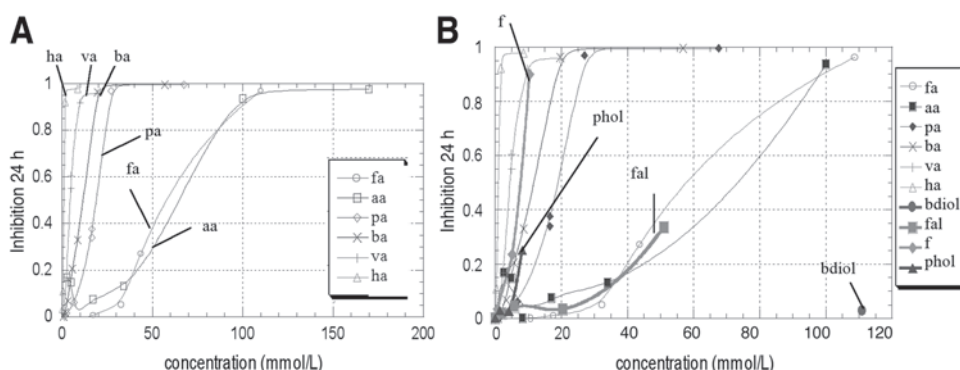 A
ha va ba
Inhibition 24 h
1
0.8
0.6
0.4
0.2
0
pa
fa
aa
fa
aa
pa
ba
va
ha
0 50 100 150 200
concentration (mmol/L)
B
f
Inhibition 24 h
1
0.8
0.6
0.4
0.2
0
phol
fal
bdiol
0 20 40 60 80 100 120
concentration (mmol/L)
fa
aa
pa
ba
va
ha
bdiol
fal
f
phol